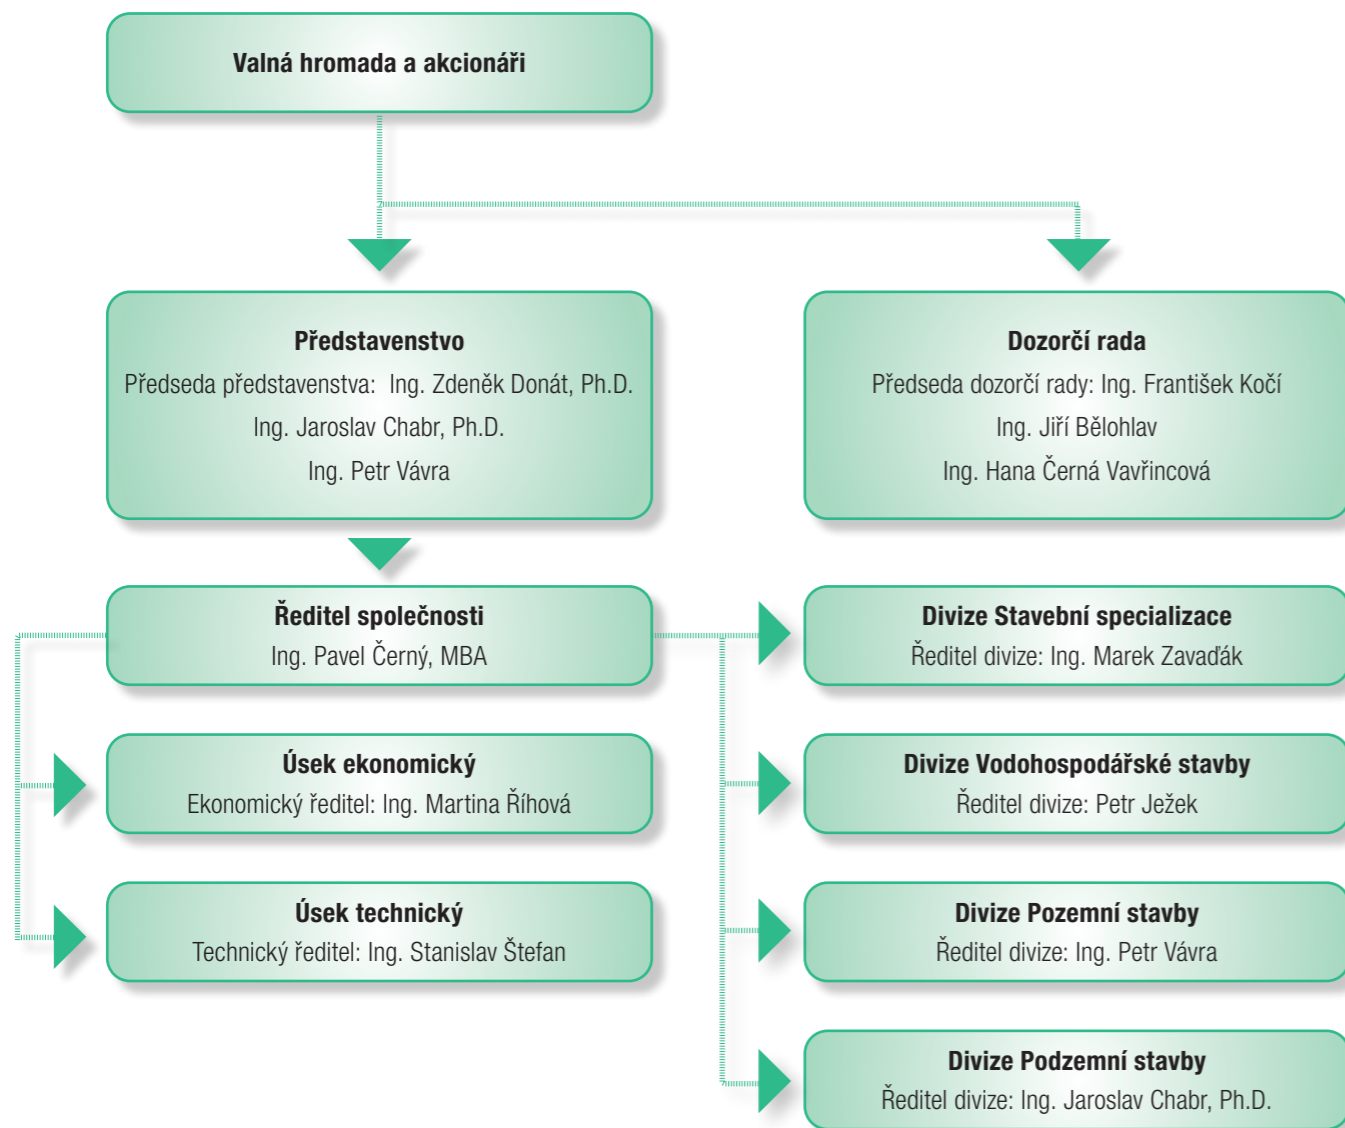 Valná hromada a akcionáři
Představenstvo
Předseda představenstva: Ing. Zdeněk Donát, Ph.D.
Ing. Jaroslav Chabr, Ph.D.
Ing. Petr Vávra
Dozorčí rada
Předseda dozorčí rady: Ing. František Kočí
Ing. Jiří Bělohlav
Ing. Hana Černá Vavřincová
Ředitel společnosti
Ing. Pavel Černý, MBA
Úsek ekonomický
Ekonomický ředitel: Ing. Martina Říhová
Úsek technický
Technický ředitel: Ing. Stanislav Štefan
Divize Stavební specializace
Ředitel divize: Ing. Marek Zavaďák
Divize Vodohospodářské stavby
Ředitel divize: Petr Ježek
Divize Pozemní stavby
Ředitel divize: Ing. Petr Vávra
Divize Podzemní stavby
Ředitel divize: Ing. Jaroslav Chabr, Ph.D.